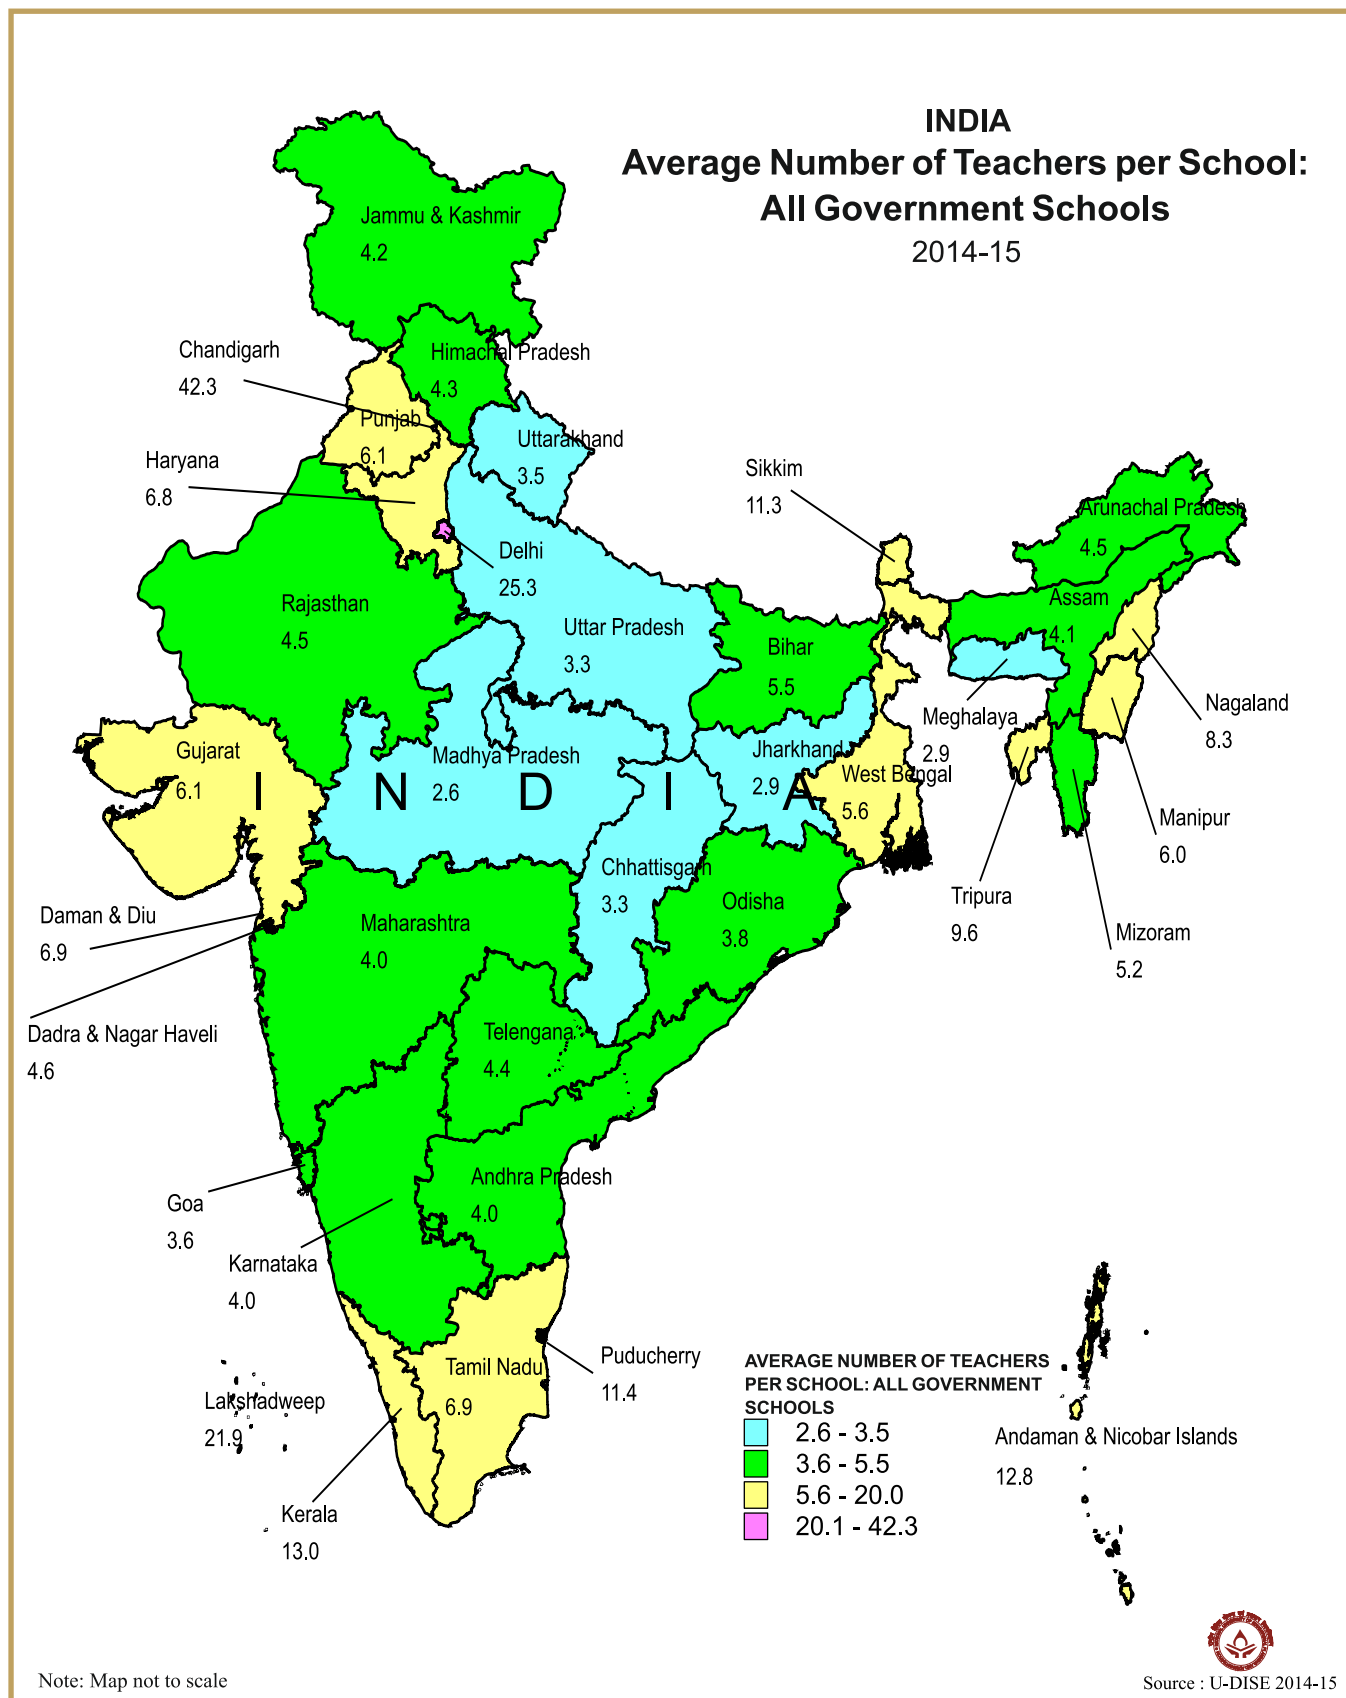 INDIA
Average Number of Teachers per School:
All Government Schools
2014-15
Jammu & Kashmir
4.2
Chandigarh
42.3
Himachal Pradesh
4.3
Punjab
6.1
Uttarakhand
3.5
Haryana
6.8
Sikkim
11.3
Arunachal Pradesh
4.5
Delhi
25.3
Rajasthan
4.5
Assam
4.1
Uttar Pradesh
3.3
Bihar
5.5
Nagaland
8.3
Meghalaya
2.9
Gujarat
6.1
Madhya Pradesh
2.6
Jharkhand
2.9
West Bengal
5.6
I N D I A
Manipur
6.0
Chhattisgarh
3.3
Odisha
3.8
Tripura
9.6
Mizoram
5.2
Daman & Diu
6.9
Maharashtra
4.0
Dadra & Nagar Haveli
4.6
Telengana
4.4
Andhra Pradesh
4.0
Goa
3.6
Karnataka
4.0
Puducherry
11.4
Tamil Nadu
6.9
Lakshadweep
21.9
Kerala
13.0
Andaman & Nicobar Islands
12.8
AVERAGE NUMBER OF TEACHERS
PER SCHOOL: ALL GOVERNMENT
SCHOOLS
2.6 - 3.5
3.6 - 5.5
5.6 - 20.0
20.1 - 42.3
Note: Map not to scale
Source : U-DISE 2014-15